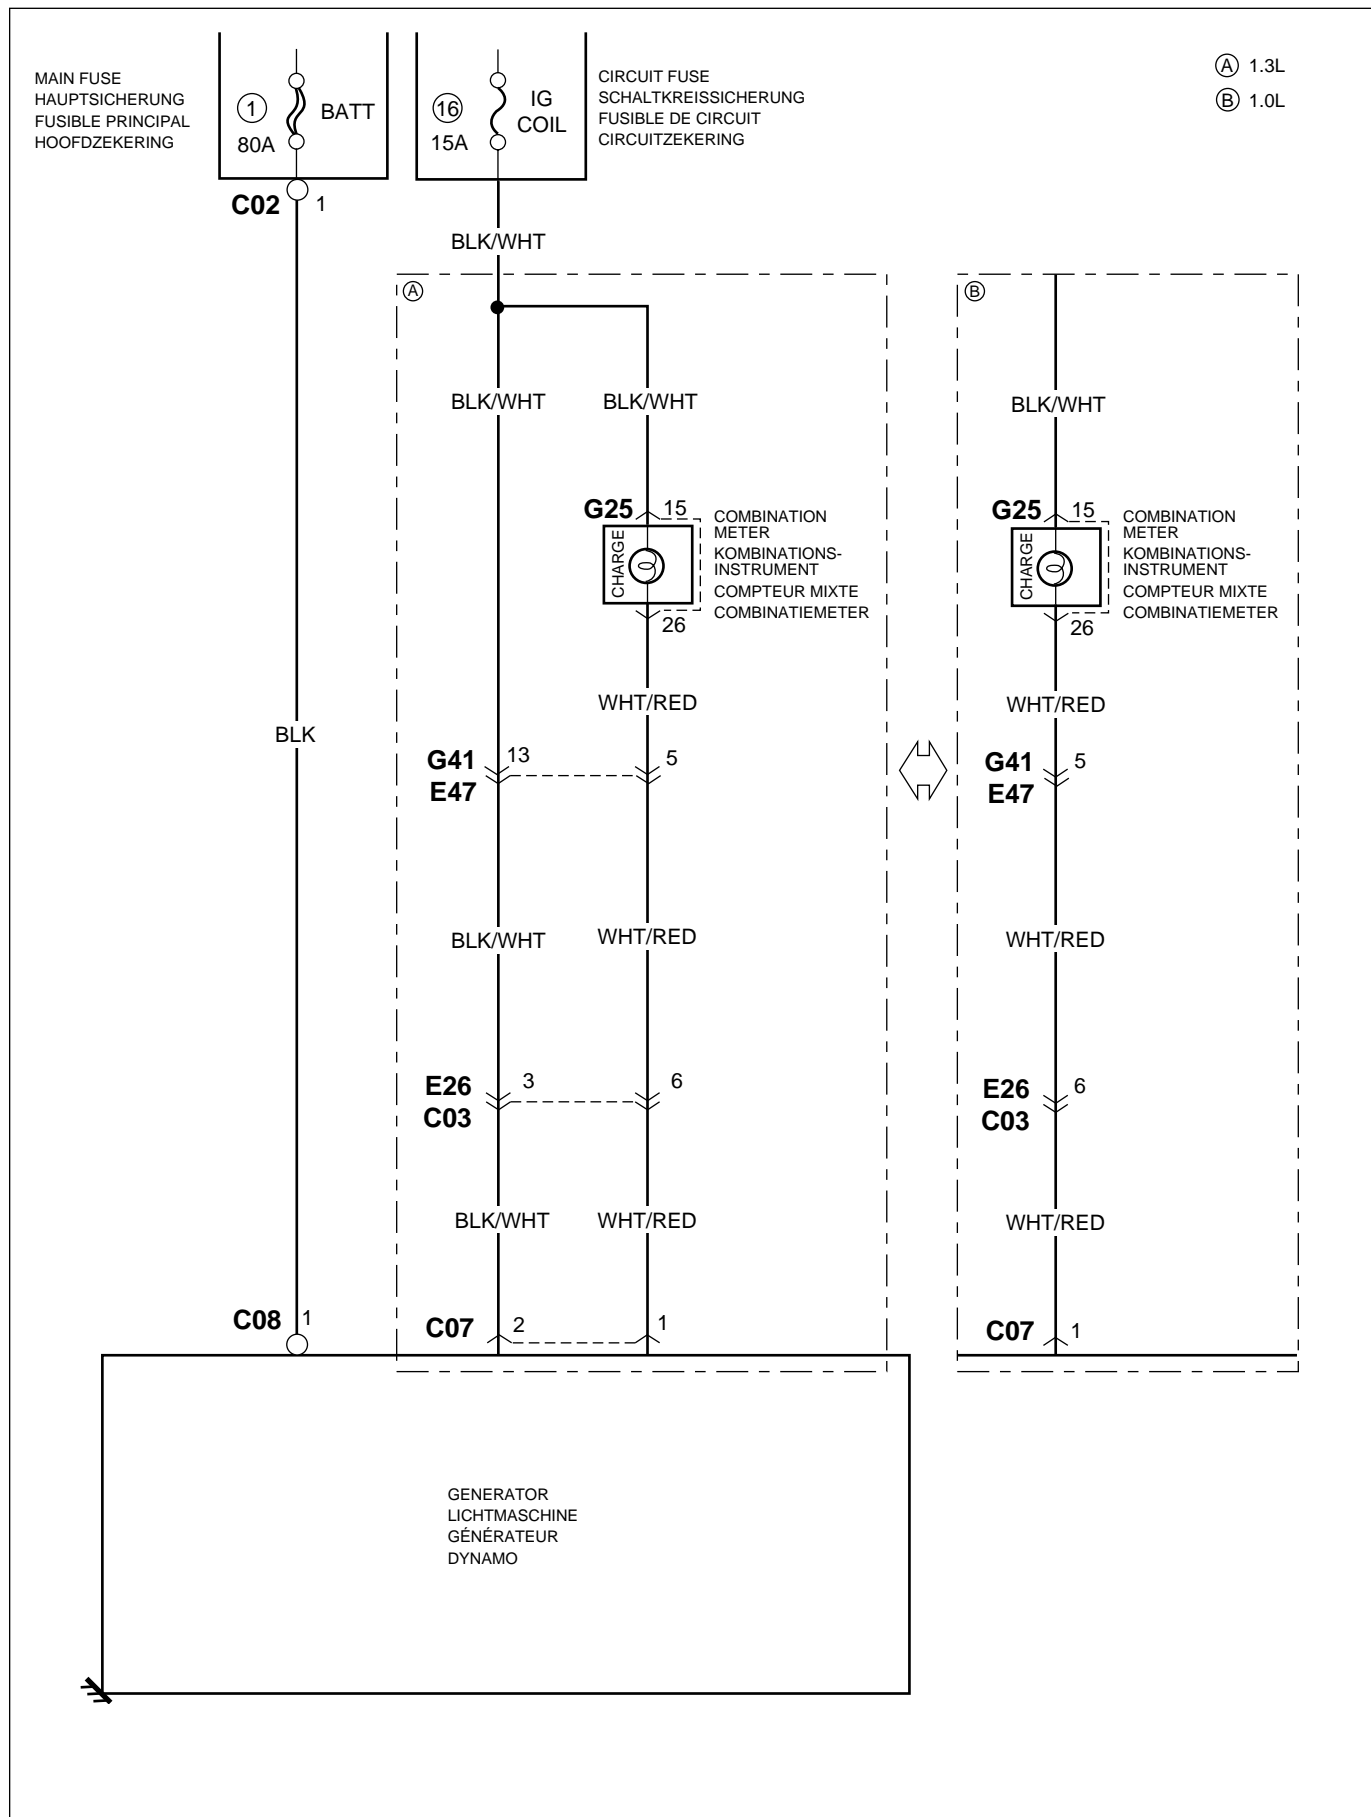 MAIN FUSE
HAUPTSICHERUNG
FUSIBLE PRINCIPAL
HOOFDZEKERING
1
80A
BATT
16
15A
IG
COIL
CIRCUIT FUSE
SCHALTKREISSICHERUNG
FUSIBLE DE CIRCUIT
CIRCUITZEKERING
A 1.3L
B 1.0L
C02 1
BLK/WHT
A
B
BLK/WHT BLK/WHT
BLK/WHT
G25 15
CHARGE
COMBINATION
METER
KOMBINATIONS-
INSTRUMENT
COMPTEUR MIXTE
COMBINATIEMETER
26
G25 15
CHARGE
COMBINATION
METER
KOMBINATIONS-
INSTRUMENT
COMPTEUR MIXTE
COMBINATIEMETER
26
WHT/RED
WHT/RED
BLK
G41 13 5
E47
G41 5
E47
BLK/WHT WHT/RED
WHT/RED
E26 3 6
C03
E26 6
C03
BLK/WHT WHT/RED
WHT/RED
C08 1
C07 2 1
C07 1
GENERATOR
LICHTMASCHINE
GÉNÉRATEUR
DYNAMO